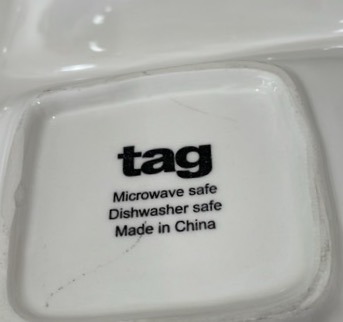 tag
Microwave safe
Dishwasher safe
Made in China